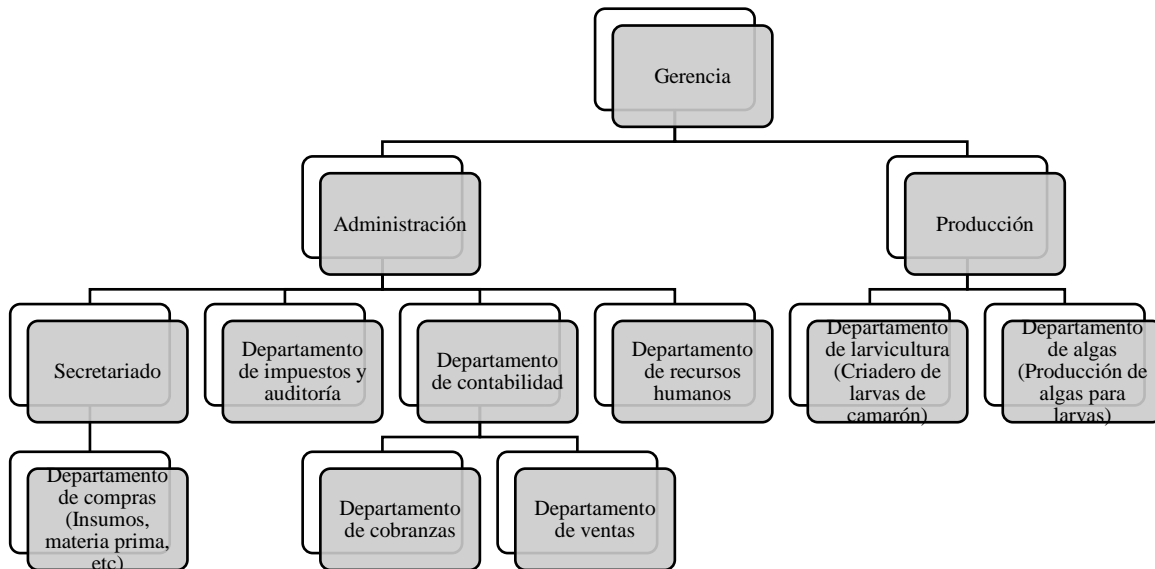 Gerencia
Administración
Producción
Secretariado
Departamento
de impuestos y
auditoría
Departamento
de contabilidad
Departamento
de recursos
humanos
Departamento
de larvicultura
(Criadero de
larvas de
camarón)
Departamento
de algas
(Producción de
algas para
larvas)
Departamento
de compras
(Insumos,
materia prima,
etc)
Departamento
de cobranzas
Departamento
de ventas